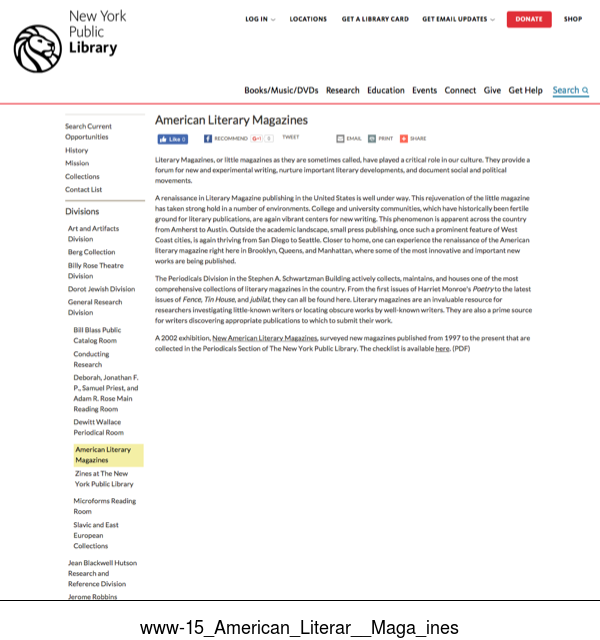 New York
Public
Library
LOG IN
LOCATIONS
GET A LIBRARY CARD
GET EMAIL UPDATES
DONATE
SHOP
Books/Music/DVDs Research Education Events Connect Give Get Help Search
Search Current
Opportunities
History
Mission
Collections
Contact List
Divisions
Art and Artifacts
Division
Berg Collection
Billy Rose Theatre
Division
Dorot Jewish Division
General Research
Division
Bill Blass Public
Catalog Room
Conducting
Research
Deborah, Jonathan F.
P., Samuel Priest, and
Adam R. Rose Main
Reading Room
Dewitt Wallace
Periodical Room
American Literary
Magazines
Zines at The New
York Public Library
Microforms Reading
Room
Slavic and East
European
Collections
Jean Blackwell Hutson
Research and
Reference Division
Jerome Robbins
American Literary Magazines
Like 0
RECOMMEND
TWEET
EMAIL
PRINT
SHARE
Literary Magazines, or little magazines as they are sometimes called, have played a critical role in our culture. They provide a
forum for new and experimental writing, nurture important literary developments, and document social and political
movements.
A renaissance in Literary Magazine publishing in the United States is well under way. This rejuvenation of the little magazine
has taken strong hold in a number of environments. College and university communities, which have historically been fertile
ground for literary publications, are again vibrant centers for new writing. This phenomenon is apparent across the country
from Amherst to Austin. Outside the academic landscape, small press publishing, once such a prominent feature of West
Coast cities, is again thriving from San Diego to Seattle. Closer to home, one can experience the renaissance of the American
literary magazine right here in Brooklyn, Queens, and Manhattan, where some of the most innovative and important new
works are being published.
The Periodicals Division in the Stephen A. Schwartzman Building actively collects, maintains, and houses one of the most
comprehensive collections of literary magazines in the country. From the first issues of Harriet Monroe's Poetry to the latest
issues of Fence, Tin House, and jubilat, they can all be found here. Literary magazines are an invaluable resource for
researchers investigating little-known writers or locating obscure works by well-known writers. They are also a prime source
for writers discovering appropriate publications to which to submit their work.
A 2002 exhibition, New American Literary Magazines, surveyed new magazines published from 1997 to the present that are
collected in the Periodicals Section of The New York Public Library. The checklist is available here. (PDF)
www-15_American_Literar__Maga_ines